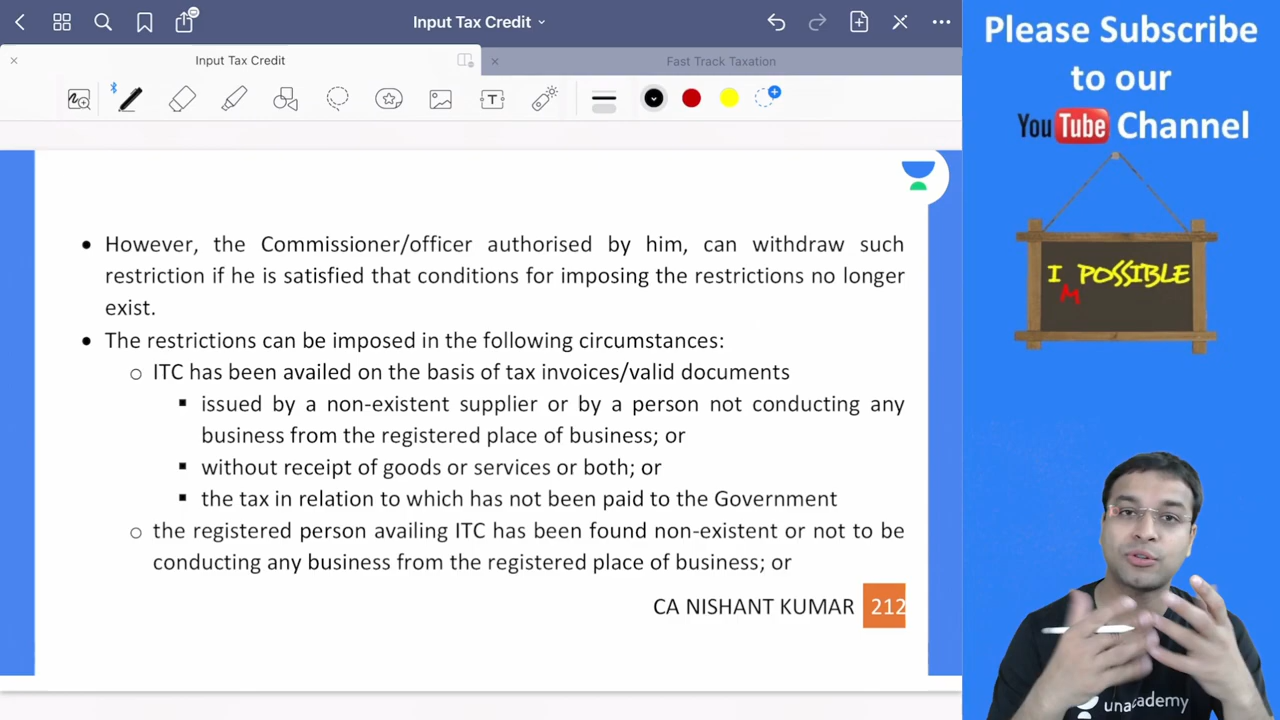 Input Tax Credit
Input Tax Credit
Fast Track Taxation
• However, the Commissioner/officer authorised by him, can withdraw such
restriction if he is satisfied that conditions for imposing the restrictions no longer
exist.
• The restrictions can be imposed in the following circumstances:
o ITC has been availed on the basis of tax invoices/valid documents
▪ issued by a non-existent supplier or by a person not conducting any
business from the registered place of business; or
▪ without receipt of goods or services or both; or
▪ the tax in relation to which has not been paid to the Government
o the registered person availing ITC has been found non-existent or not to be
conducting any business from the registered place of business; or
CA NISHANT KUMAR 212
Please Subscribe
to our
YouTube Channel
I POSSIBLE
M
unacademy